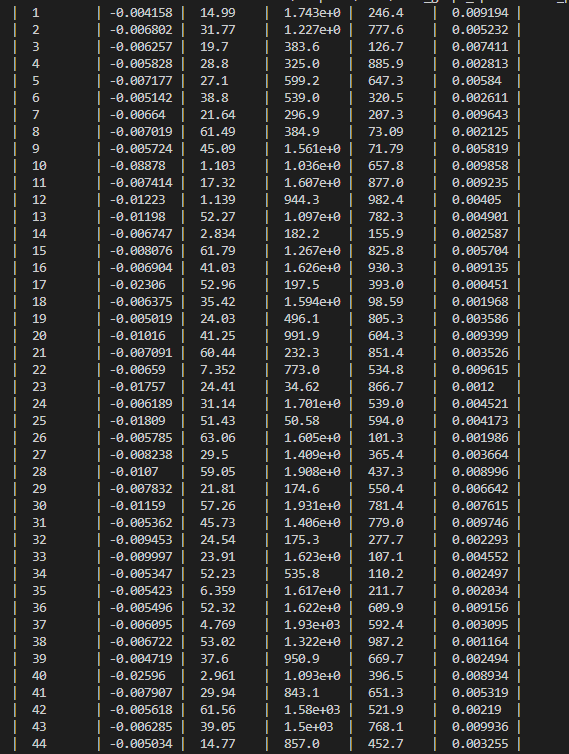 | 1 | -0.004158 | 14.99 | 1.743e+0 | 246.4 | 0.009194 |
| 2 | -0.006802 | 31.77 | 1.227e+0 | 777.6 | 0.005232 |
| 3 | -0.006257 | 19.7 | 383.6 | 126.7 | 0.007411 |
| 4 | -0.005828 | 28.8 | 325.0 | 885.9 | 0.002813 |
| 5 | -0.007177 | 27.1 | 599.2 | 647.3 | 0.00584 |
| 6 | -0.005142 | 38.8 | 539.0 | 320.5 | 0.002611 |
| 7 | -0.00664 | 21.64 | 296.9 | 207.3 | 0.009643 |
| 8 | -0.007019 | 61.49 | 384.9 | 73.09 | 0.002125 |
| 9 | -0.005724 | 45.09 | 1.561e+0 | 71.79 | 0.005819 |
| 10 | -0.08878 | 1.103 | 1.036e+0 | 657.8 | 0.009858 |
| 11 | -0.007414 | 17.32 | 1.607e+0 | 877.0 | 0.009235 |
| 12 | -0.01223 | 1.139 | 944.3 | 982.4 | 0.00405 |
| 13 | -0.01198 | 52.27 | 1.097e+0 | 782.3 | 0.004901 |
| 14 | -0.006747 | 2.834 | 182.2 | 155.9 | 0.002587 |
| 15 | -0.008076 | 61.79 | 1.267e+0 | 825.8 | 0.005704 |
| 16 | -0.006904 | 41.03 | 1.626e+0 | 930.3 | 0.009135 |
| 17 | -0.02306 | 52.96 | 197.5 | 393.0 | 0.000451 |
| 18 | -0.006375 | 35.42 | 1.594e+0 | 98.59 | 0.001968 |
| 19 | -0.005019 | 24.03 | 496.1 | 805.3 | 0.003586 |
| 20 | -0.01016 | 41.25 | 991.9 | 604.3 | 0.009399 |
| 21 | -0.007091 | 60.44 | 232.3 | 851.4 | 0.003526 |
| 22 | -0.00659 | 7.352 | 773.0 | 534.8 | 0.009615 |
| 23 | -0.01757 | 24.41 | 34.62 | 866.7 | 0.0012 |
| 24 | -0.006189 | 31.14 | 1.701e+0 | 539.0 | 0.004521 |
| 25 | -0.01809 | 51.43 | 50.58 | 594.0 | 0.004173 |
| 26 | -0.005785 | 63.06 | 1.605e+0 | 101.3 | 0.001986 |
| 27 | -0.008238 | 29.5 | 1.409e+0 | 365.4 | 0.003664 |
| 28 | -0.0107 | 59.05 | 1.908e+0 | 437.3 | 0.008996 |
| 29 | -0.007832 | 21.81 | 174.6 | 550.4 | 0.006642 |
| 30 | -0.01159 | 57.26 | 1.931e+0 | 781.4 | 0.007615 |
| 31 | -0.005362 | 45.73 | 1.406e+0 | 779.0 | 0.009746 |
| 32 | -0.009453 | 24.54 | 175.3 | 277.7 | 0.002293 |
| 33 | -0.009997 | 23.91 | 1.623e+0 | 107.1 | 0.004552 |
| 34 | -0.005347 | 52.23 | 535.8 | 110.2 | 0.002497 |
| 35 | -0.005423 | 6.359 | 1.617e+0 | 211.7 | 0.002034 |
| 36 | -0.005496 | 52.32 | 1.622e+0 | 609.9 | 0.009156 |
| 37 | -0.006095 | 4.769 | 1.93e+03 | 592.4 | 0.003095 |
| 38 | -0.006722 | 53.02 | 1.322e+0 | 987.2 | 0.001164 |
| 39 | -0.004719 | 37.6 | 950.9 | 669.7 | 0.002494 |
| 40 | -0.02596 | 2.961 | 1.093e+0 | 396.5 | 0.008934 |
| 41 | -0.007907 | 29.94 | 843.1 | 651.3 | 0.005319 |
| 42 | -0.005618 | 61.56 | 1.58e+03 | 521.9 | 0.00219 |
| 43 | -0.006285 | 39.05 | 1.5e+03 | 768.1 | 0.009936 |
| 44 | -0.005034 | 14.77 | 857.0 | 452.7 | 0.003255 |